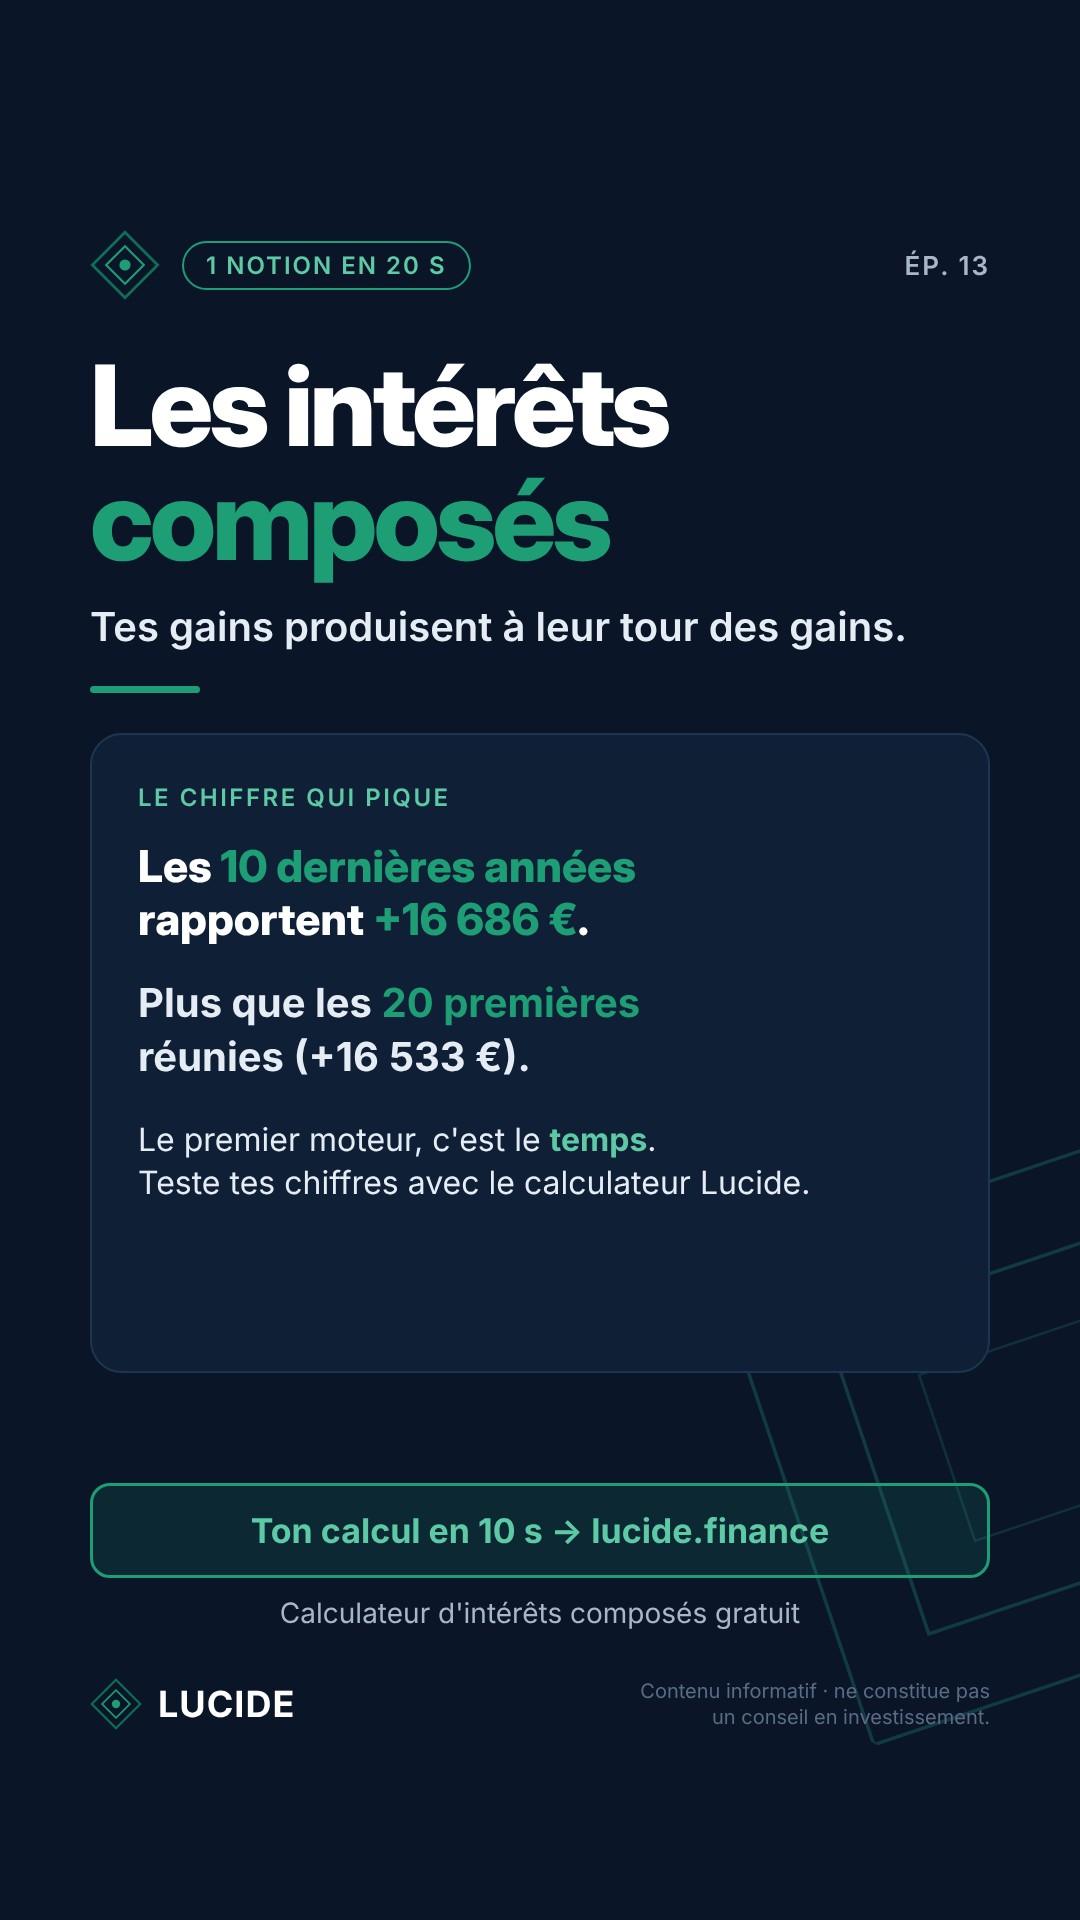 1 NOTION EN 20 S
ÉP. 13
Les intérêts
composés
Tes gains produisent à leur tour des gains.
LE CHIFFRE QUI PIQUE
Les 10 dernières années
rapportent +16 686 €.
Plus que les 20 premières
réunies (+16 533 €).
Le premier moteur, c'est le temps.
Teste tes chiffres avec le calculateur Lucide.
Ton calcul en 10 s → lucide.finance
Calculateur d'intérêts composés gratuit
LUCIDE
Contenu informatif · ne constitue pas
un conseil en investissement.